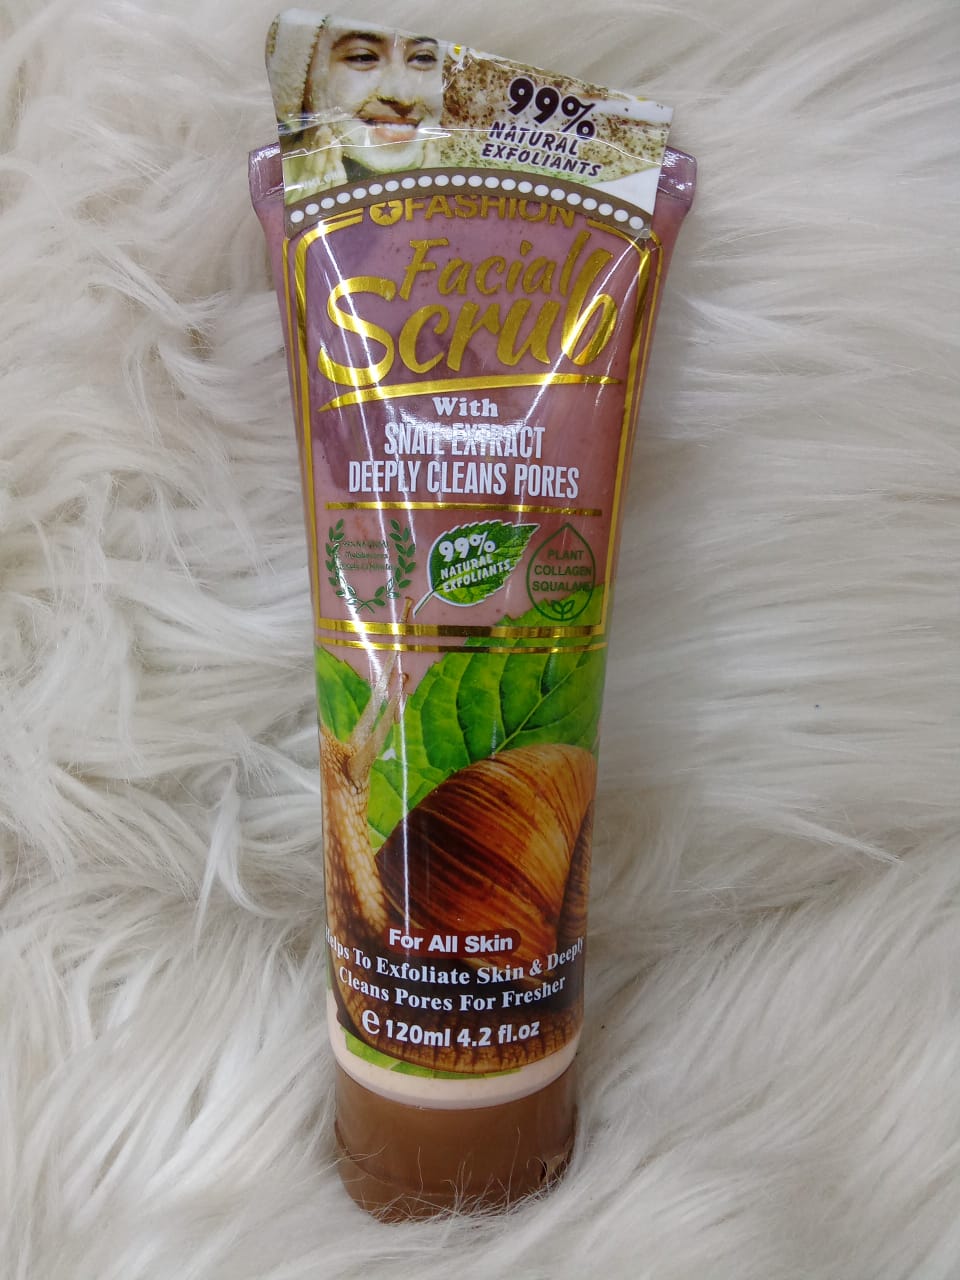 99%
NATURAL
EXFOLIANTS
FASHION
Facial
Scrub
With
SNAIL EXTRACT
DEEPLY CLEANS PORES
99%
NATURAL
EXFOLIANTS
PLANT
COLLAGEN
SQUALANE
For All Skin
Helps To Exfoliate Skin & Deeply
Cleans Pores For Fresher
e 120ml 4.2 fl.oz